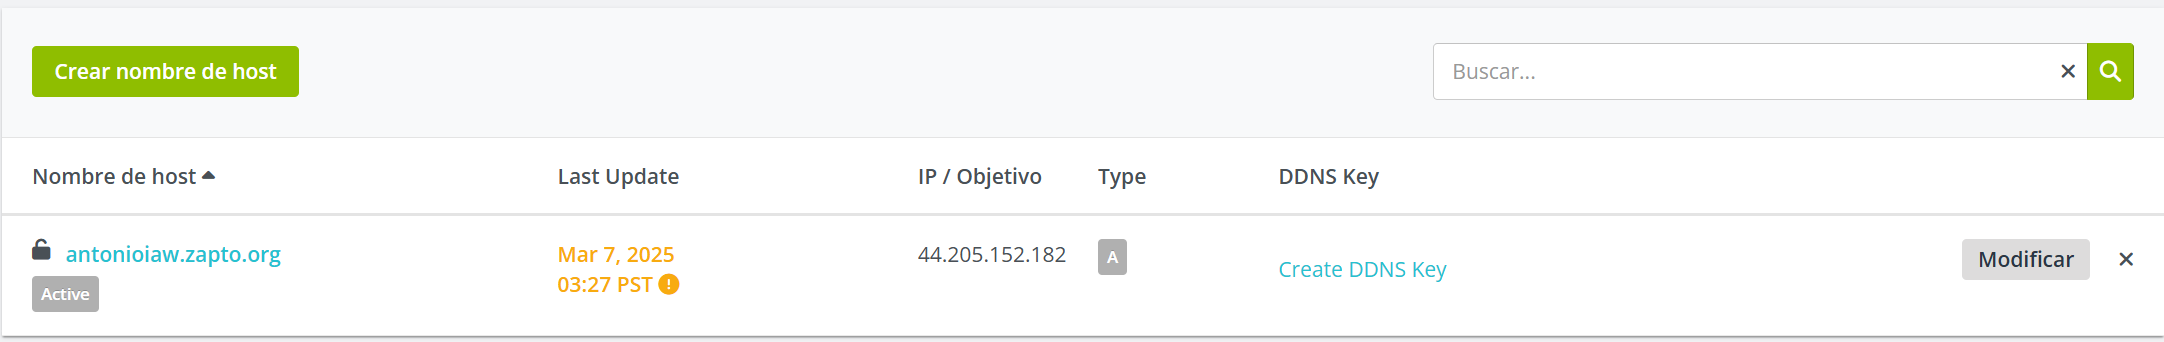 Crear nombre de host
Buscar...
Nombre de host
Last Update
IP / Objetivo
Type
DDNS Key
antonioiaw.zapto.org
Active
Mar 7, 2025
03:27 PST
44.205.152.182
A
Create DDNS Key
Modificar